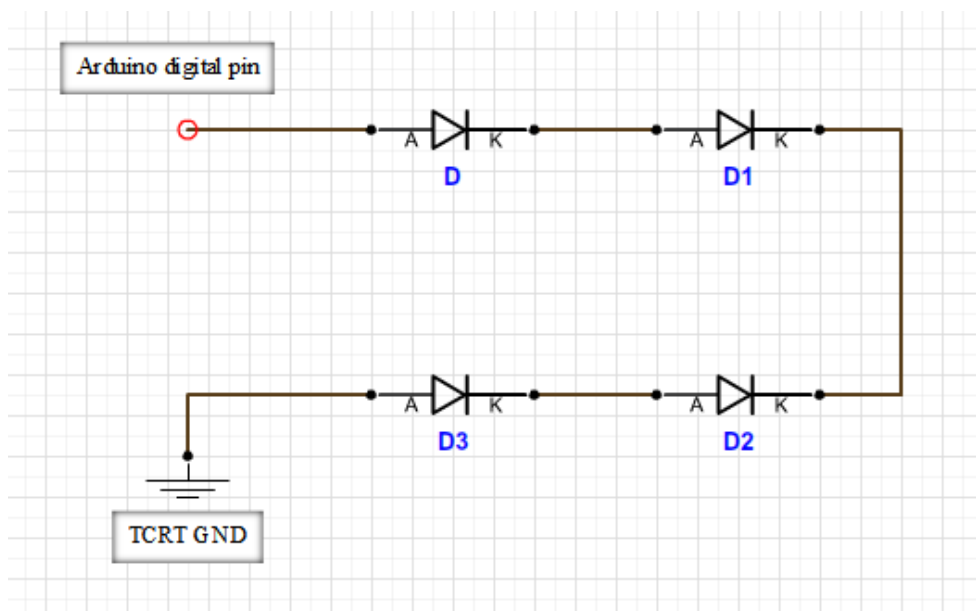 Arduino digital pin
A K A K
D D1
A K A K
D3 D2
TCRT GND